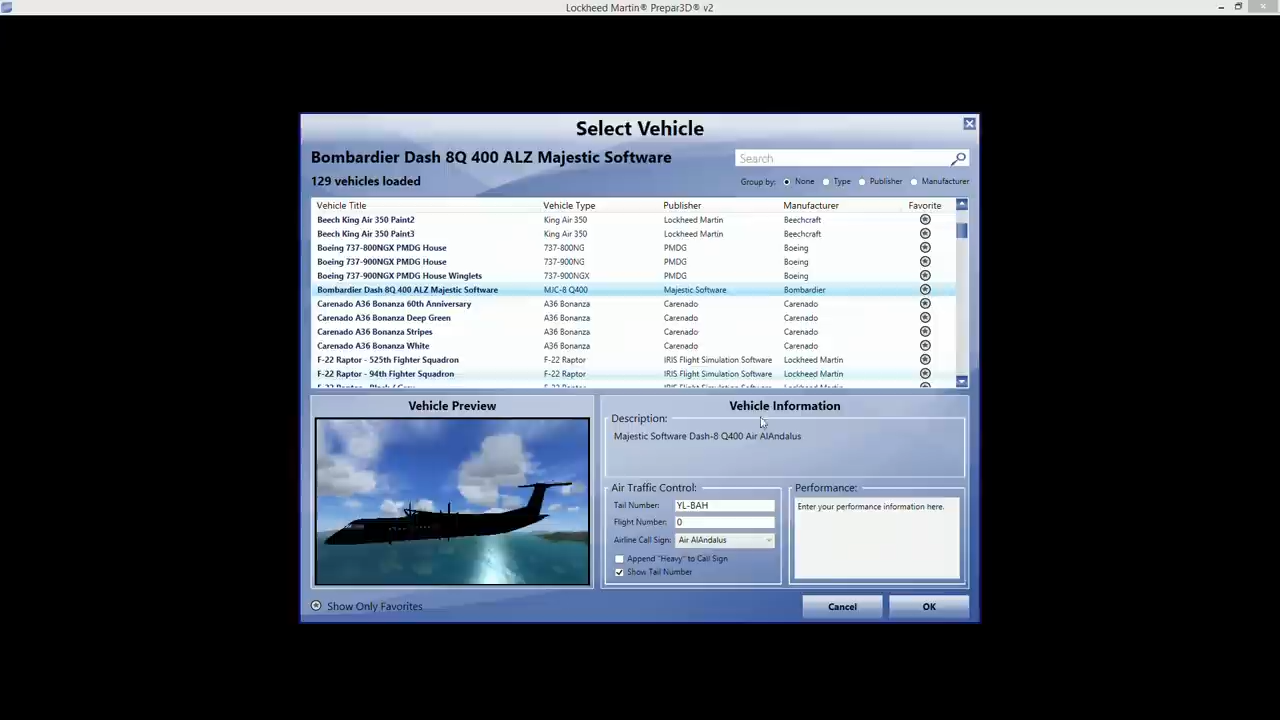 Lockheed Martin® Prepar3D® v2
Select Vehicle
Bombardier Dash 8Q 400 ALZ Majestic Software
Search
129 vehicles loaded
Group by: None Type Publisher Manufacturer
Vehicle Title Vehicle Type Publisher Manufacturer Favorite
Beech King Air 350 Paint2 King Air 350 Lockheed Martin Beechcraft
Beech King Air 350 Paint3 King Air 350 Lockheed Martin Beechcraft
Boeing 737-800NGX PMDG House 737-800NG PMDG Boeing
Boeing 737-900NGX PMDG House 737-900NG PMDG Boeing
Boeing 737-900NGX PMDG House Winglets 737-900NGX PMDG Boeing
Bombardier Dash 8Q 400 ALZ Majestic Software MJC-8 Q400 Majestic Software Bombardier
Carenado A36 Bonanza 60th Anniversary A36 Bonanza Carenado Carenado
Carenado A36 Bonanza Deep Green A36 Bonanza Carenado Carenado
Carenado A36 Bonanza Stripes A36 Bonanza Carenado Carenado
Carenado A36 Bonanza White A36 Bonanza Carenado Carenado
F-22 Raptor - 525th Fighter Squadron F-22 Raptor IRIS Flight Simulation Software Lockheed Martin
F-22 Raptor - 94th Fighter Squadron F-22 Raptor IRIS Flight Simulation Software Lockheed Martin
Vehicle Preview
Vehicle Information
Description:
Majestic Software Dash-8 Q400 Air AlAndalus
Air Traffic Control:
Tail Number: YL-BAH
Flight Number: 0
Airline Call Sign: Air AlAndalus
Append "Heavy" to Call Sign
Show Tail Number
Performance:
Enter your performance information here.
Show Only Favorites
Cancel
OK